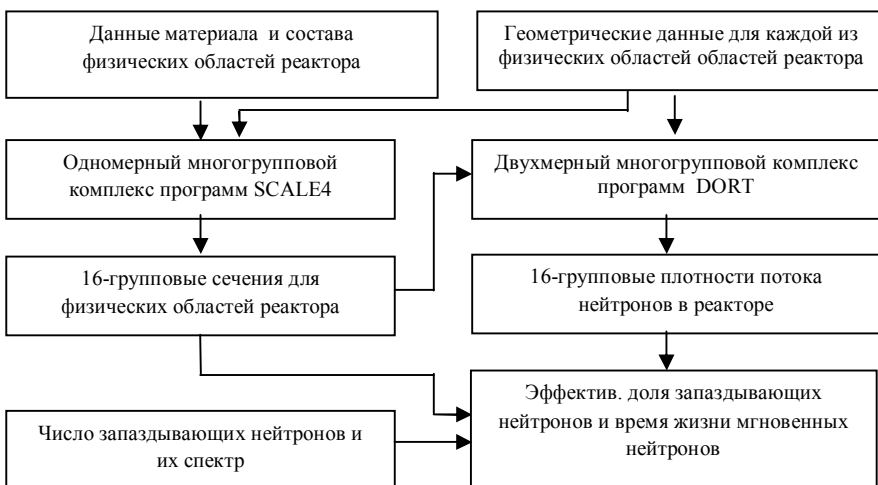 Данные материала и состава
физических областей реактора
Геометрические данные для каждой из
физических областей областей реактора
Одномерный многогрупповой
комплекс программ SCALE4
Двухмерный многогрупповой комплекс
программ DORT
16-групповые сечения для
физических областей реактора
16-групповые плотности потока
нейтронов в реакторе
Число запаздывающих нейтронов и
их спектр
Эффектив. доля запаздывающих
нейтронов и время жизни мгновенных
нейтронов